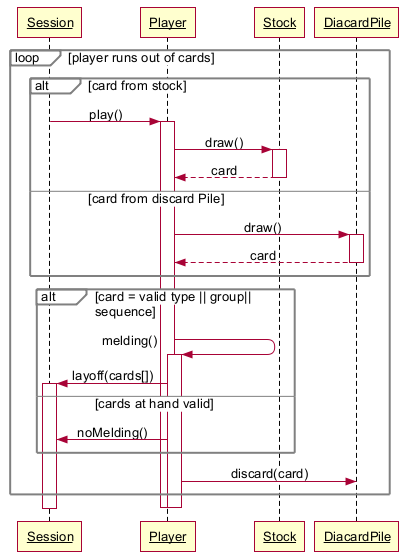 Session Player Stock DiacardPile
loop [player runs out of cards]
alt [card from stock]
play()
draw()
card
[card from discard Pile]
draw()
card
alt [card = valid type || group||
sequence]
melding()
layoff(cards[])
[cards at hand valid]
noMelding()
discard(card)
Session Player Stock DiacardPile